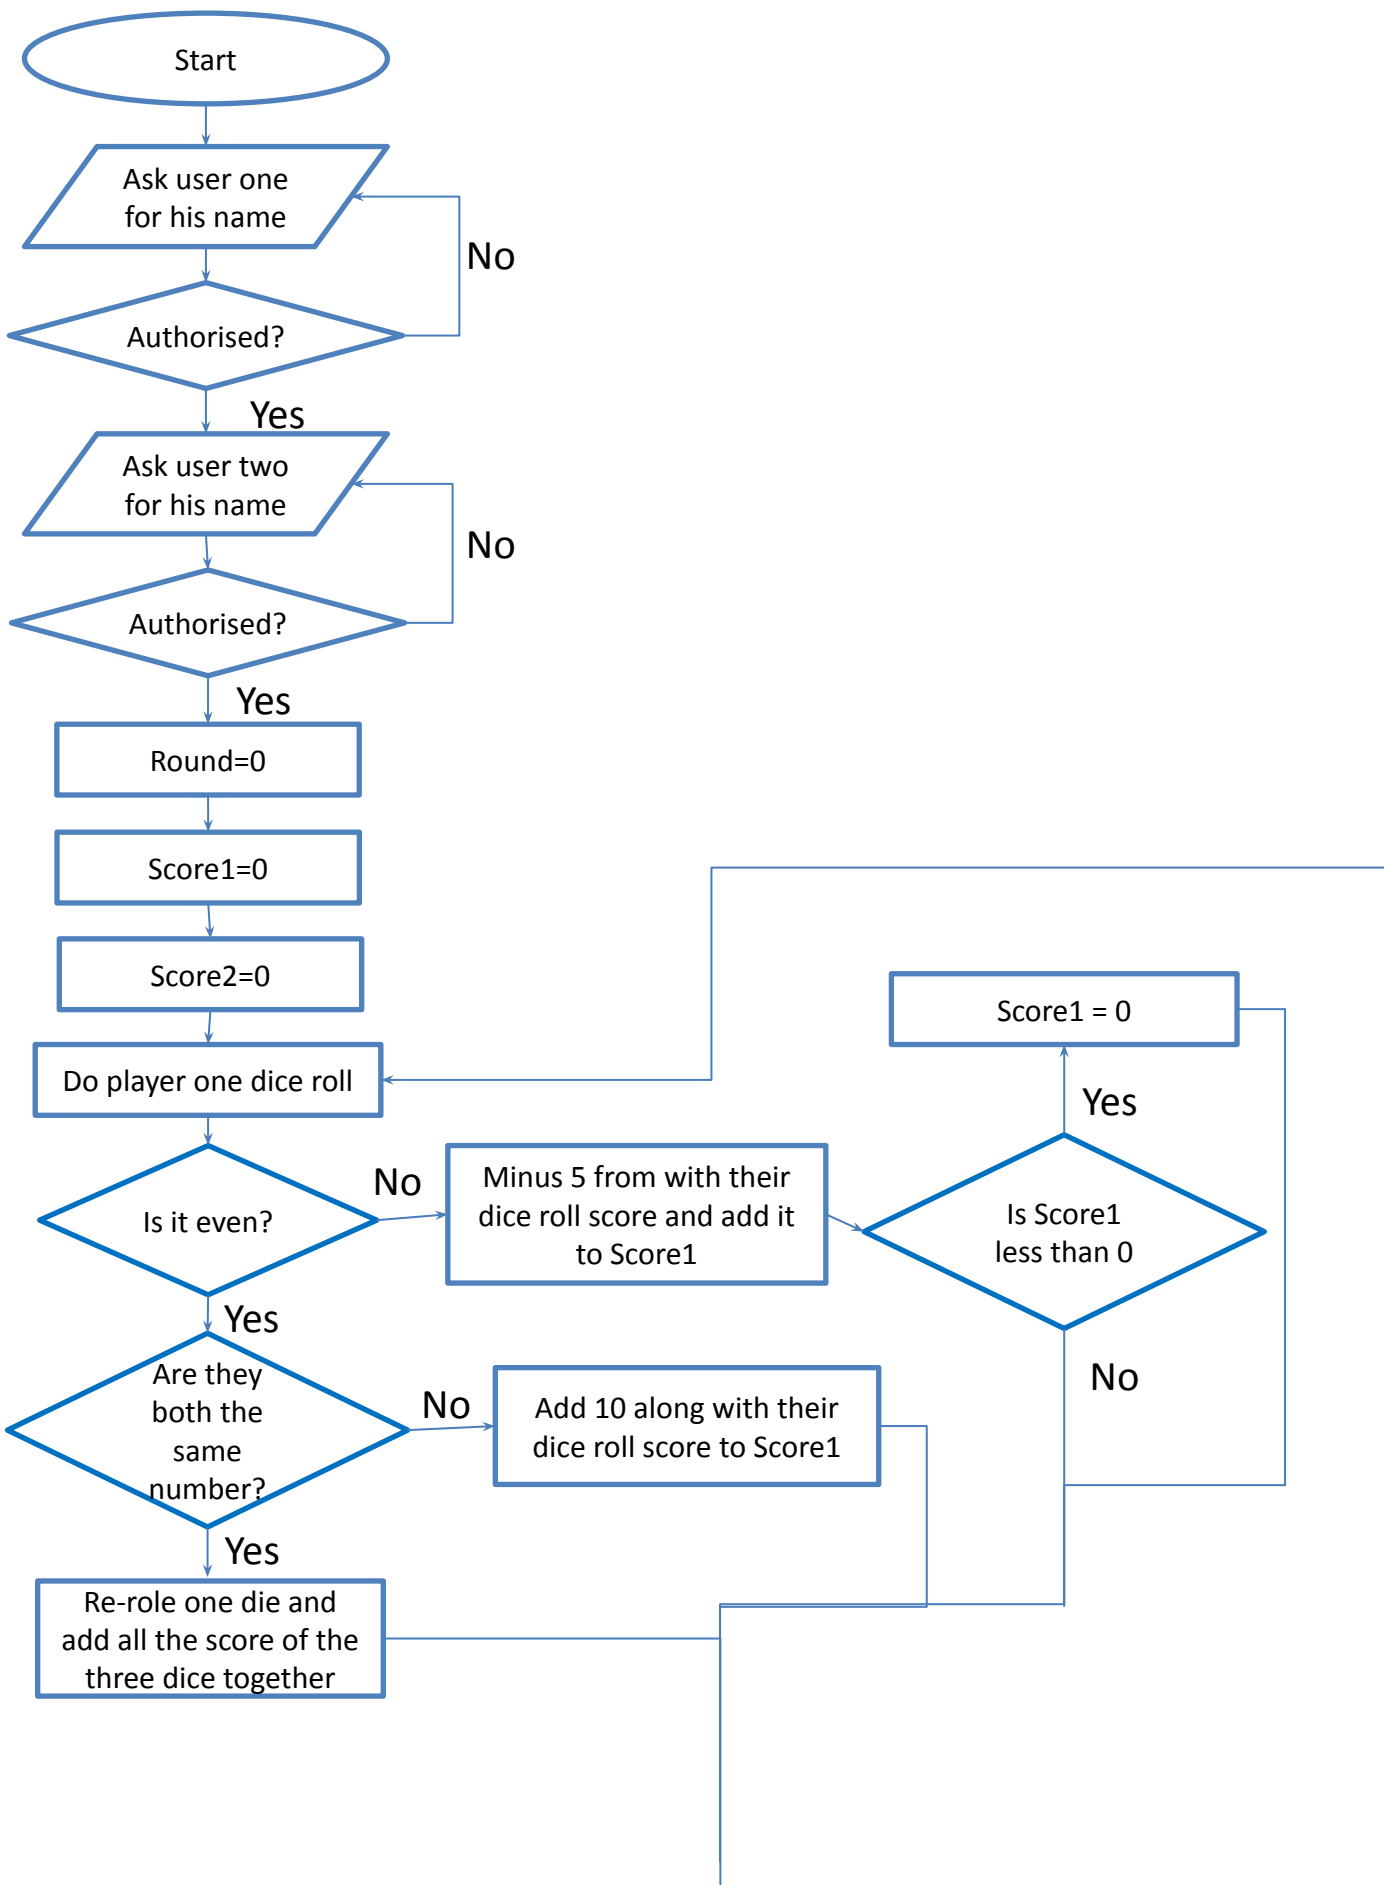 Start
Ask user one
for his name
No
Authorised?
Yes
Ask user two
for his name
No
Authorised?
Yes
Round=0
Score1=0
Score2=0
Score1 = 0
Do player one dice roll
Yes
Is it even?
No
Minus 5 from with their
dice roll score and add it
to Score1
Is Score1
less than 0
Yes
No
Are they
both the
same
number?
No
Add 10 along with their
dice roll score to Score1
Yes
Re-role one die and
add all the score of the
three dice together